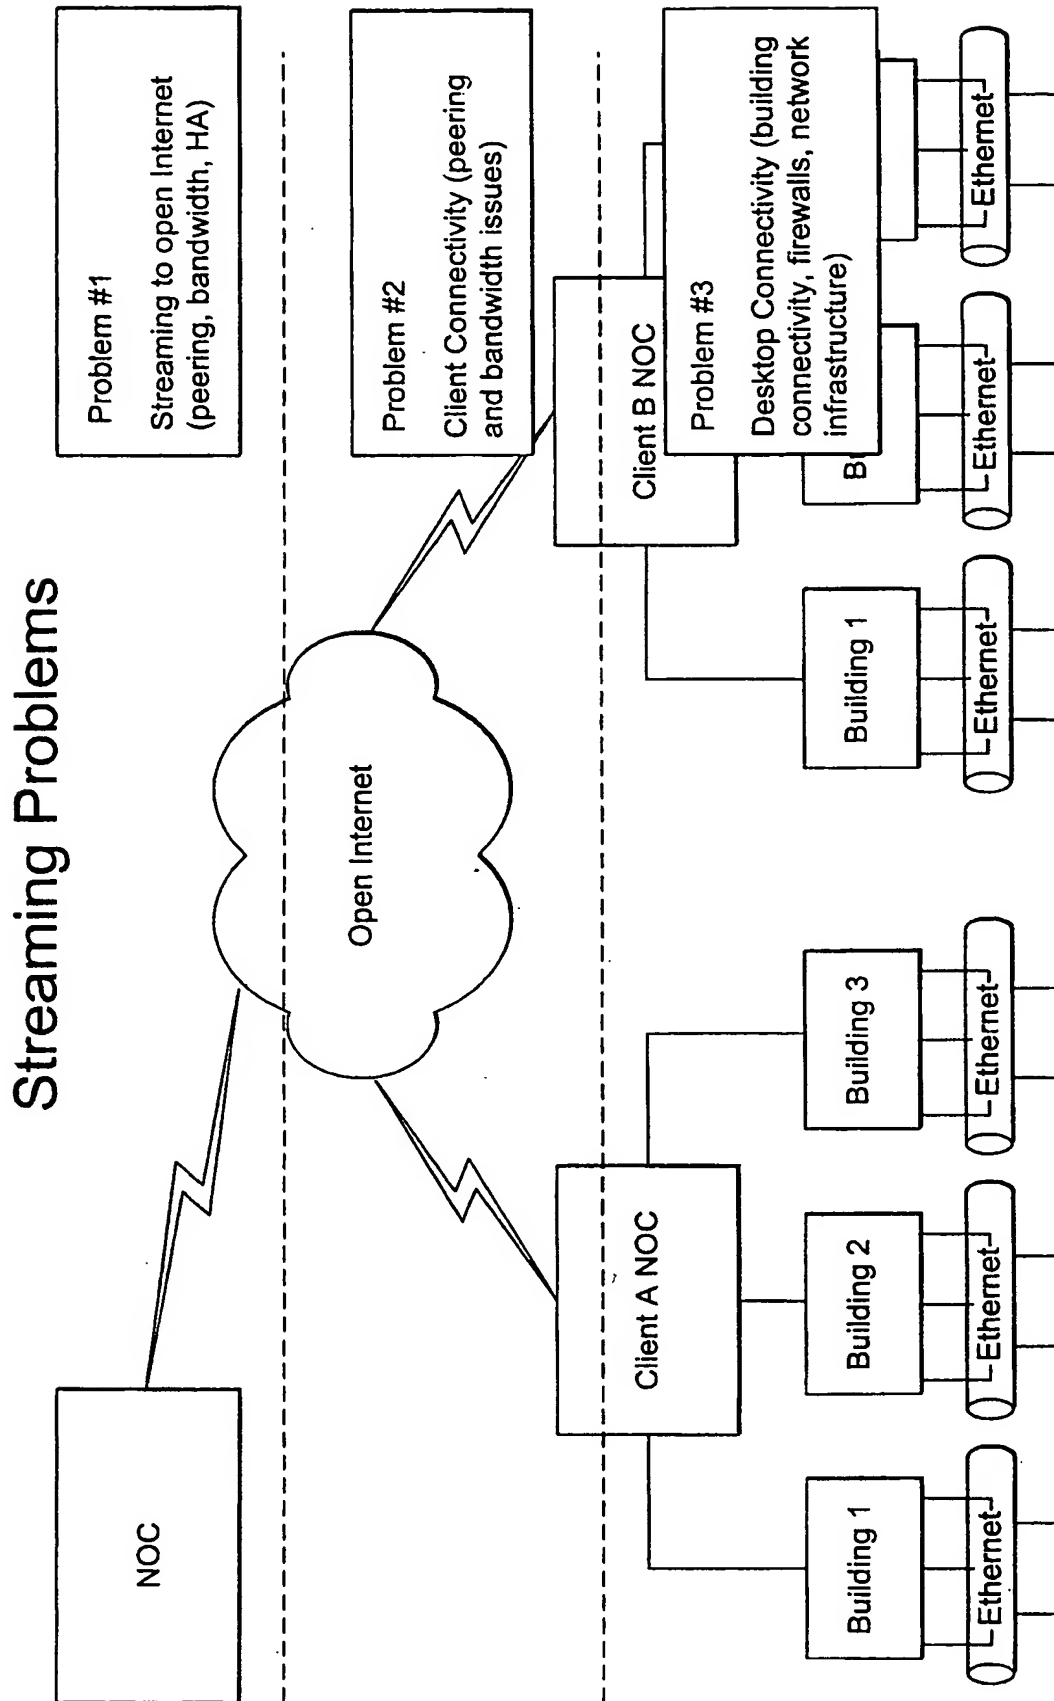 Streaming Problems
NOC
Problem #1
Streaming to open Internet
(peering, bandwidth, HA)
Open Internet
Problem #2
Client Connectivity (peering
and bandwidth issues)
Client A NOC
Client B NOC
Problem #3
Desktop Connectivity (building
connectivity, firewalls, network
infrastructure)
Building 1
Building 2
Building 3
Building 1
Ethernet
Ethernet
Ethernet
Ethernet
Ethernet
Ethernet